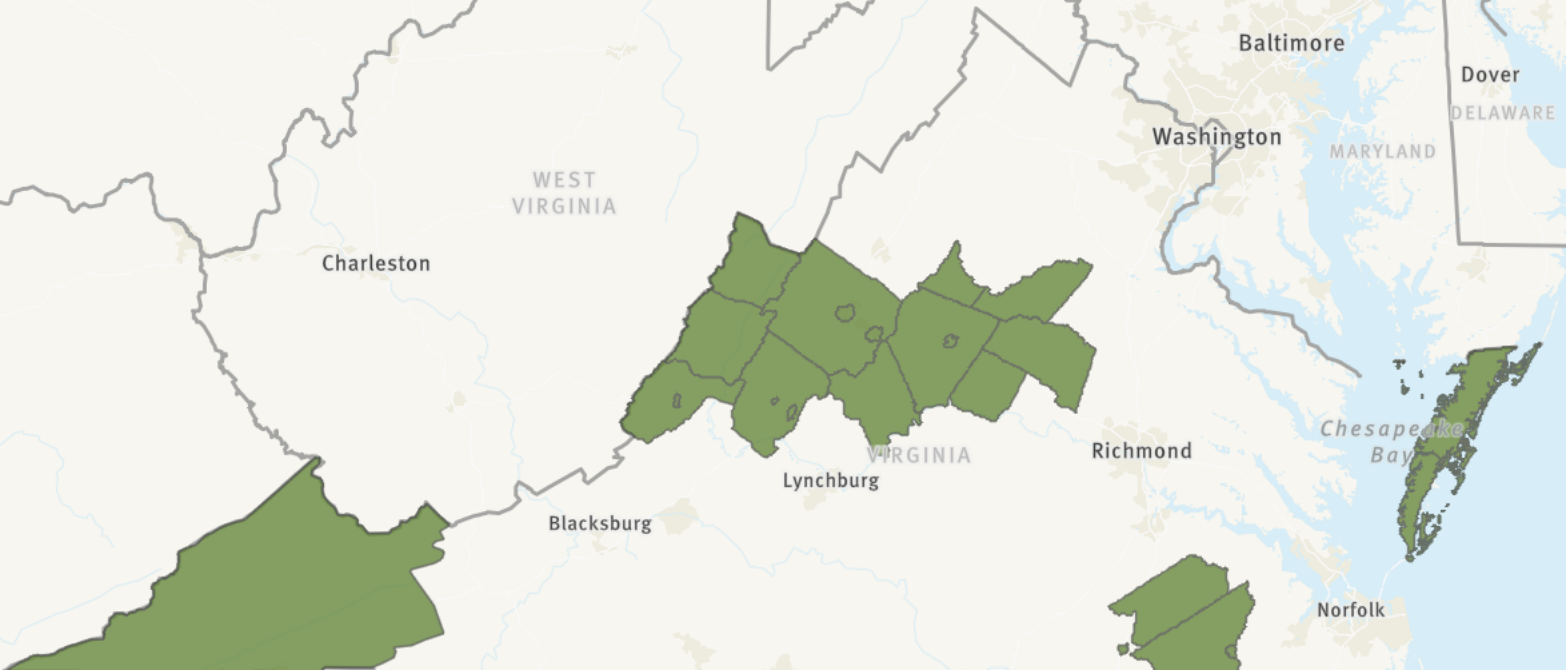 Baltimore
Dover
DELAWARE
Washington
MARYLAND
WEST
VIRGINIA
Charleston
Chesapeake
Bay
Richmond
VIRGINIA
Lynchburg
Blacksburg
Norfolk